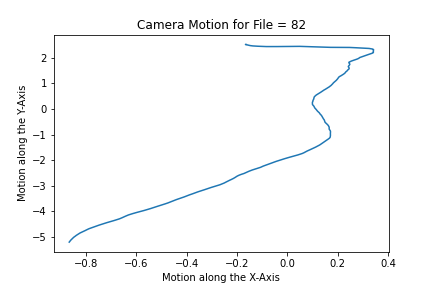 Camera Motion for File = 82
Motion along the Y-Axis
2
1
0
−1
−2
−3
−4
−5
−0.8 −0.6 −0.4 −0.2 0.0 0.2 0.4
Motion along the X-Axis